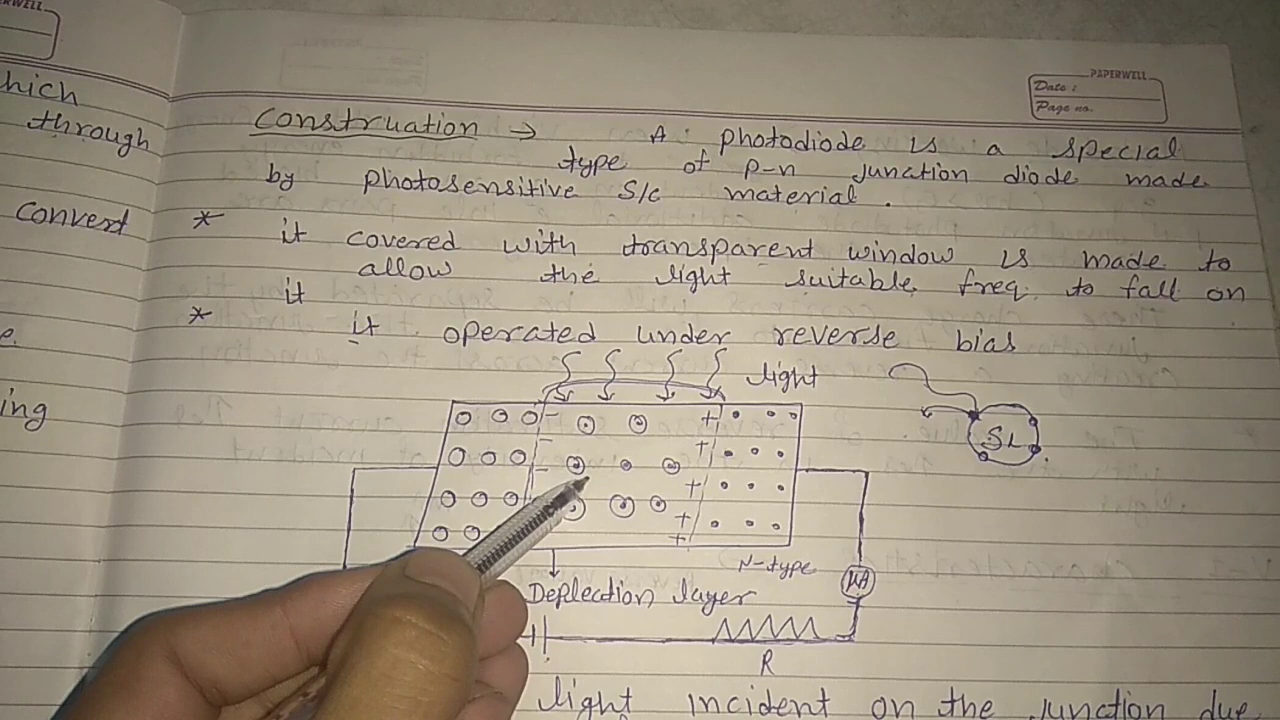 PAPERWELL
Date :
Page no.
hich
through
convert
e.
ing
Construation → A photodiode is a special
type of p-n junction diode made
by photosensitive S/c material.
* it covered with transparent window is made to
allow the light suitable freq. to fall on
it
* it operated under reverse bias
light
SL
N-type
μA
Deplection layer
R
light incident on the junction due